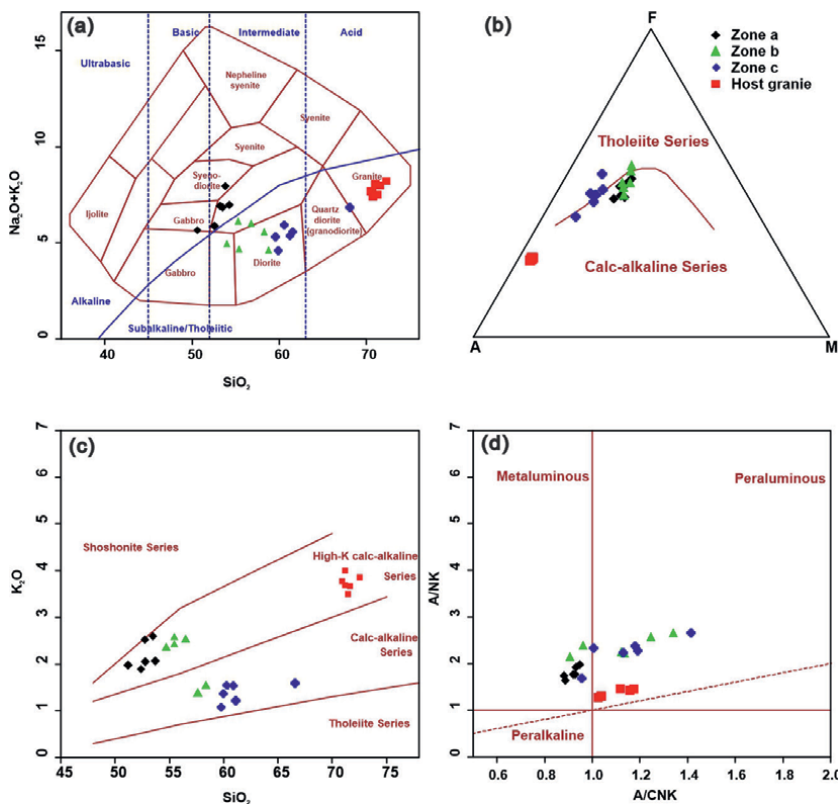 (a)
Basic Intermediate Acid
Ultrabasic
Nepheline
syenite
Syenite
Syenite
Syeno-
diorite
Granite
Ijolite
Gabbro
Quartz
diorite
(granodiorite)
Gabbro
Diorite
Alkaline
Subalkaline/Tholeiitic
Na₂O+K₂O
0 5 10 15
40 50 60 70
SiO₂
(b)
F
Zone a
Zone b
Zone c
Host granie
Tholeiite Series
Calc-alkaline Series
A M
(c)
Shoshonite Series
High-K calc-alkaline
Series
Calc-alkaline
Series
Tholeiite Series
K₂O
0 1 2 3 4 5 6 7
45 50 55 60 65 70 75
SiO₂
(d)
Metaluminous Peraluminous
Peralkaline
A/NK
0 1 2 3 4 5 6 7
0.6 0.8 1.0 1.2 1.4 1.6 1.8 2.0
A/CNK